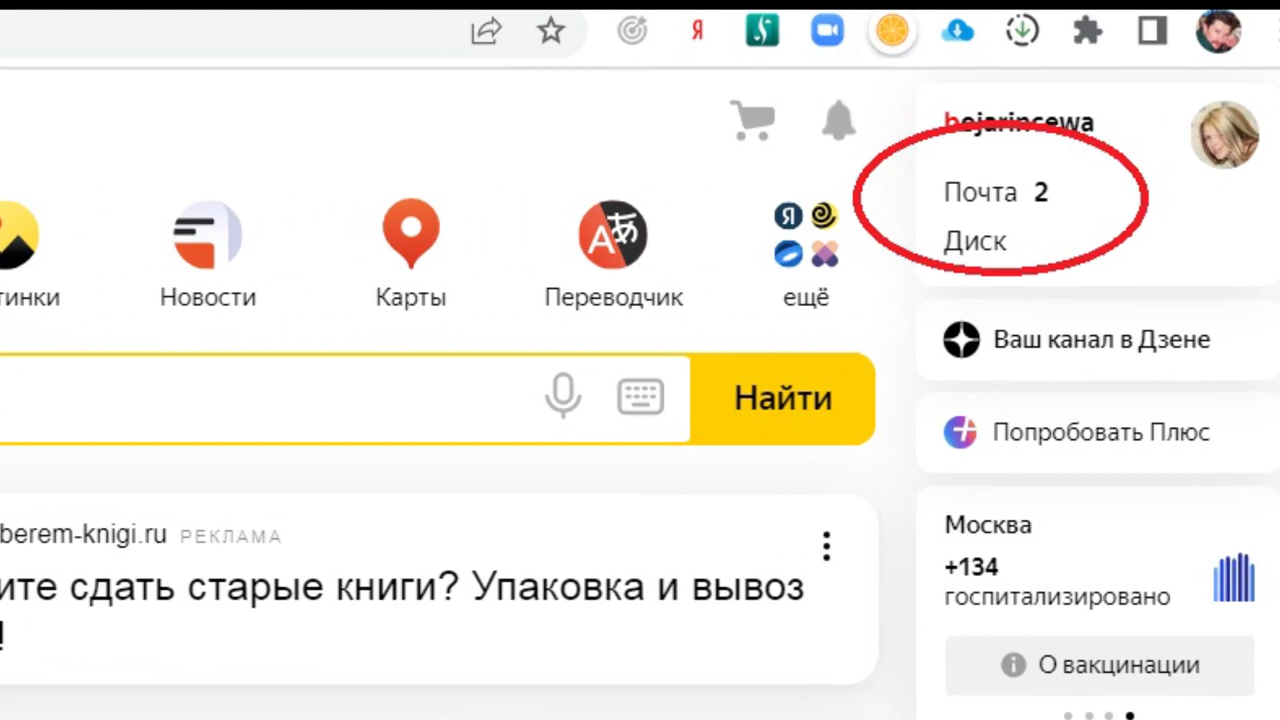 Я
bojarincewa
Почта 2
Диск
тинки
Новости
Карты
Переводчик
ещё
Ваш канал в Дзене
Найти
Попробовать Плюс
berem-knigi.ru РЕКЛАМА
ите сдать старые книги? Упаковка и вывоз
!
Москва
+134
госпитализировано
О вакцинации